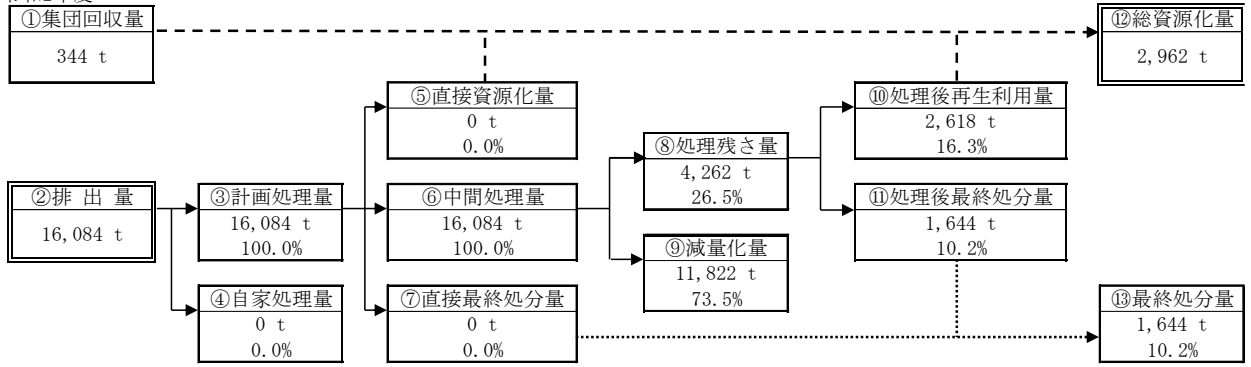 ①集団回収量
344 t
⑫総資源化量
2,962 t
⑤直接資源化量
0 t
0.0%
⑩処理後再生利用量
2,618 t
16.3%
⑧処理残さ量
4,262 t
26.5%
②排 出 量
16,084 t
③計画処理量
16,084 t
100.0%
⑥中間処理量
16,084 t
100.0%
⑪処理後最終処分量
1,644 t
10.2%
⑨減量化量
11,822 t
73.5%
④自家処理量
0 t
0.0%
⑦直接最終処分量
0 t
0.0%
⑬最終処分量
1,644 t
10.2%